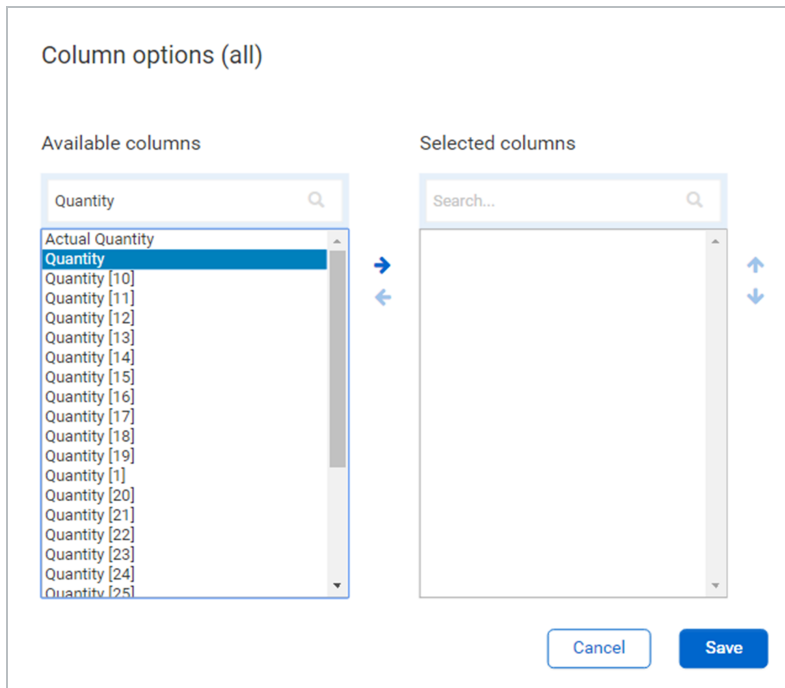 Column options (all)
Available columns
Selected columns
Quantity
Search...
Actual Quantity
Quantity
Quantity [10]
Quantity [11]
Quantity [12]
Quantity [13]
Quantity [14]
Quantity [15]
Quantity [16]
Quantity [17]
Quantity [18]
Quantity [19]
Quantity [1]
Quantity [20]
Quantity [21]
Quantity [22]
Quantity [23]
Quantity [24]
Quantity [25]
Cancel
Save